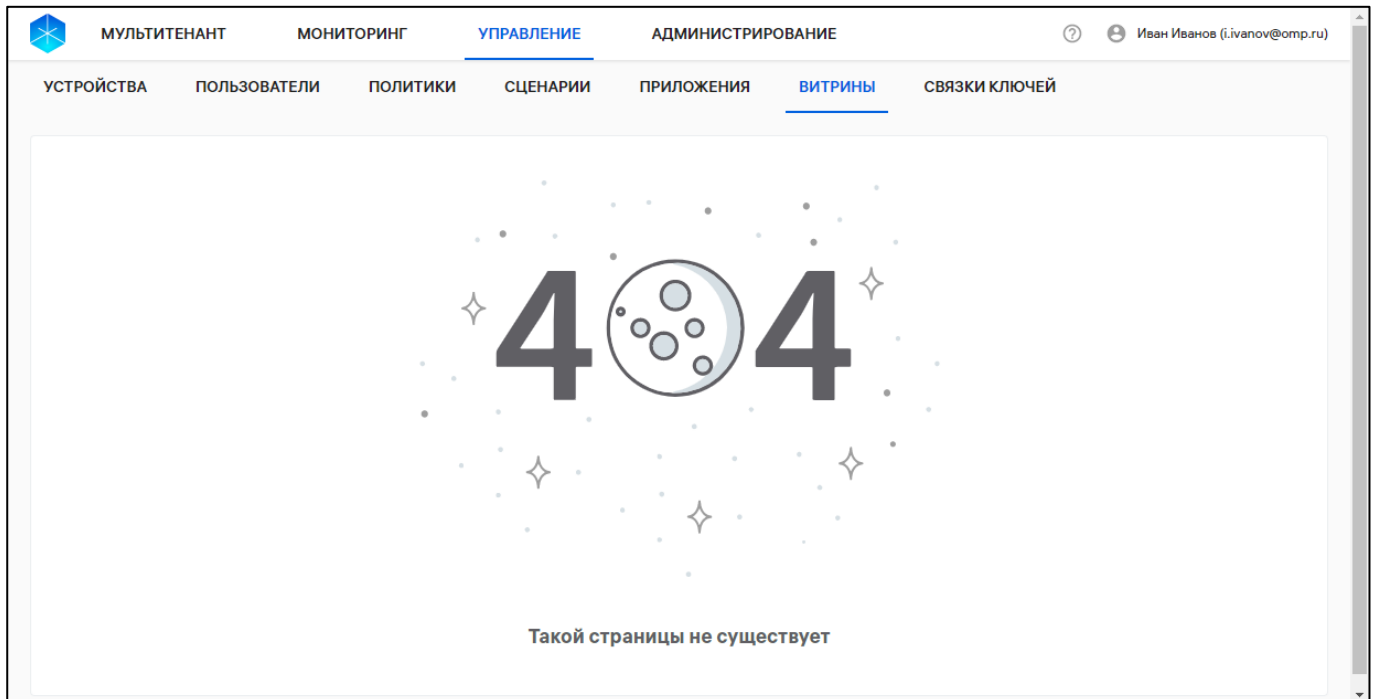 МУЛЬТИТЕНАНТ МОНИТОРИНГ УПРАВЛЕНИЕ АДМИНИСТРИРОВАНИЕ ? Иван Иванов (i.ivanov@omp.ru)
УСТРОЙСТВА ПОЛЬЗОВАТЕЛИ ПОЛИТИКИ СЦЕНАРИИ ПРИЛОЖЕНИЯ ВИТРИНЫ СВЯЗКИ КЛЮЧЕЙ
404
Такой страницы не существует